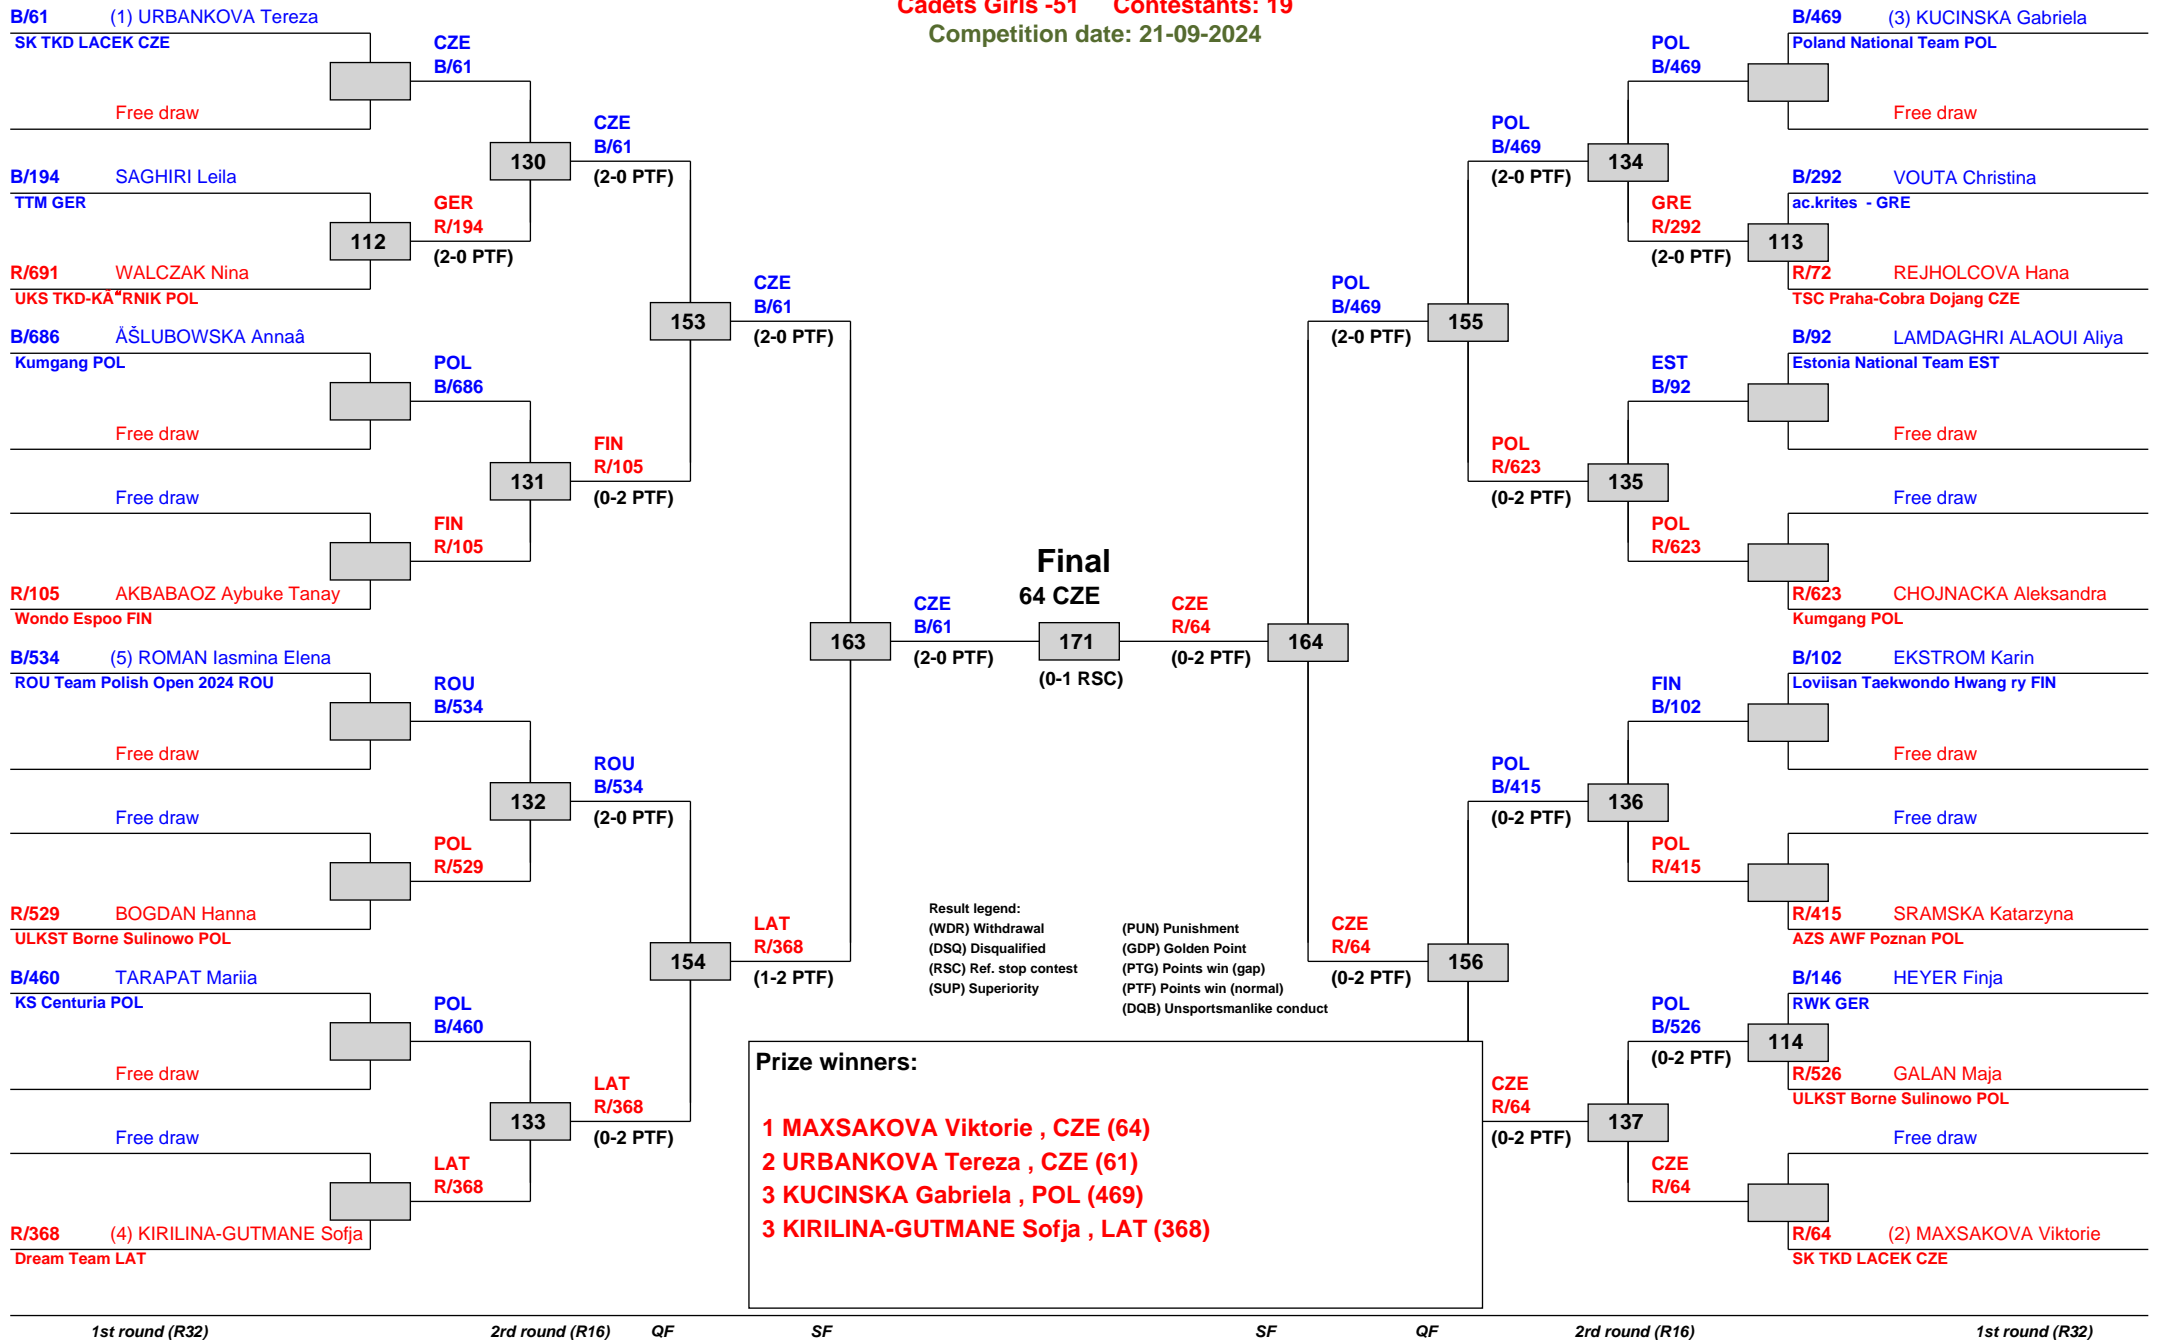 Cadets Girls -51 Contestants: 19
Competition date: 21-09-2024
B/61 (1) URBANKOVA Tereza
SK TKD LACEK CZE
Free draw
B/194 SAGHIRI Leila
TTM GER
112
R/691 WALCZAK Nina
UKS TKD-KÃ“RNIK POL
B/686 ÅŠLUBOWSKA Annaâ
Kumgang POL
Free draw
Free draw
R/105 AKBABAOZ Aybuke Tanay
Wondo Espoo FIN
B/534 (5) ROMAN Iasmina Elena
ROU Team Polish Open 2024 ROU
Free draw
Free draw
R/529 BOGDAN Hanna
ULKST Borne Sulinowo POL
B/460 TARAPAT Mariia
KS Centuria POL
Free draw
Free draw
R/368 (4) KIRILINA-GUTMANE Sofja
Dream Team LAT
CZE
B/61
130
GER
R/194
(2-0 PTF)
POL
B/686
131
FIN
R/105
ROU
B/534
132
POL
R/529
POL
B/460
133
LAT
R/368
CZE
B/61
(2-0 PTF)
153
FIN
R/105
(0-2 PTF)
ROU
B/534
(2-0 PTF)
154
LAT
R/368
(0-2 PTF)
CZE
B/61
(2-0 PTF)
163
LAT
R/368
(1-2 PTF)
CZE
B/61
(2-0 PTF)
Final
64 CZE
171
(0-1 RSC)
CZE
R/64
(0-2 PTF)
POL
B/469
(2-0 PTF)
164
CZE
R/64
(0-2 PTF)
POL
B/469
(2-0 PTF)
155
POL
R/623
(0-2 PTF)
POL
B/415
(0-2 PTF)
156
CZE
R/64
(0-2 PTF)
POL
B/469
134
GRE
R/292
(2-0 PTF)
EST
B/92
135
POL
R/623
FIN
B/102
136
POL
R/415
POL
B/526
(0-2 PTF)
137
CZE
R/64
B/469 (3) KUCINSKA Gabriela
Poland National Team POL
Free draw
B/292 VOUTA Christina
ac.krites - GRE
113
R/72 REJHOLCOVA Hana
TSC Praha-Cobra Dojang CZE
B/92 LAMDAGHRI ALAOUI Aliya
Estonia National Team EST
Free draw
Free draw
R/623 CHOJNACKA Aleksandra
Kumgang POL
B/102 EKSTROM Karin
Loviisan Taekwondo Hwang ry FIN
Free draw
Free draw
R/415 SRAMSKA Katarzyna
AZS AWF Poznan POL
B/146 HEYER Finja
RWK GER
114
R/526 GALAN Maja
ULKST Borne Sulinowo POL
Free draw
R/64 (2) MAXSAKOVA Viktorie
SK TKD LACEK CZE
Result legend:
(WDR) Withdrawal (PUN) Punishment
(DSQ) Disqualified (GDP) Golden Point
(RSC) Ref. stop contest (PTG) Points win (gap)
(SUP) Superiority (PTF) Points win (normal)
(DQB) Unsportsmanlike conduct
Prize winners:
1 MAXSAKOVA Viktorie , CZE (64)
2 URBANKOVA Tereza , CZE (61)
3 KUCINSKA Gabriela , POL (469)
3 KIRILINA-GUTMANE Sofja , LAT (368)
1st round (R32) 2rd round (R16) QF SF SF QF 2rd round (R16) 1st round (R32)